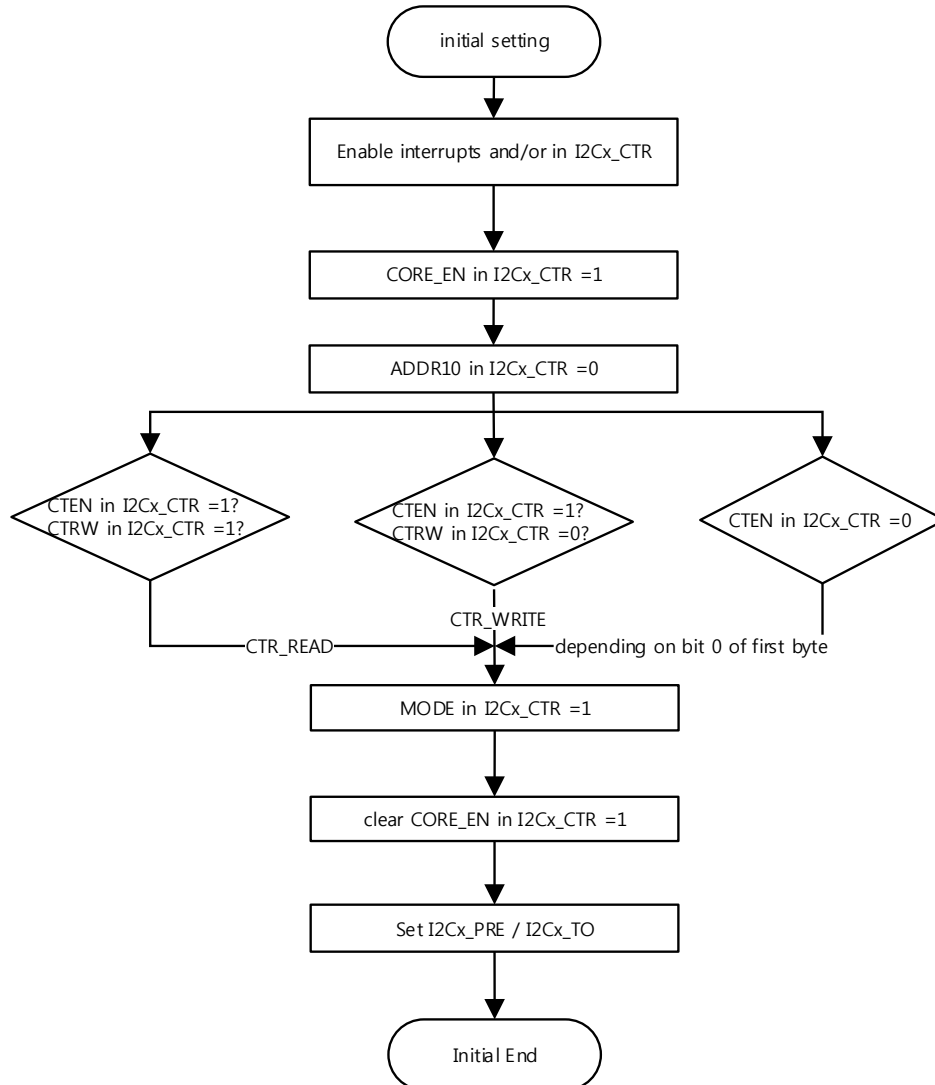 initial setting
Enable interrupts and/or in I2Cx_CTR
CORE_EN in I2Cx_CTR =1
ADDR10 in I2Cx_CTR =0
CTEN in I2Cx_CTR =1?
CTRW in I2Cx_CTR =1?
CTEN in I2Cx_CTR =1?
CTRW in I2Cx_CTR =0?
CTEN in I2Cx_CTR =0
CTR_READ
CTR_WRITE
depending on bit 0 of first byte
MODE in I2Cx_CTR =1
clear CORE_EN in I2Cx_CTR =1
Set I2Cx_PRE / I2Cx_TO
Initial End